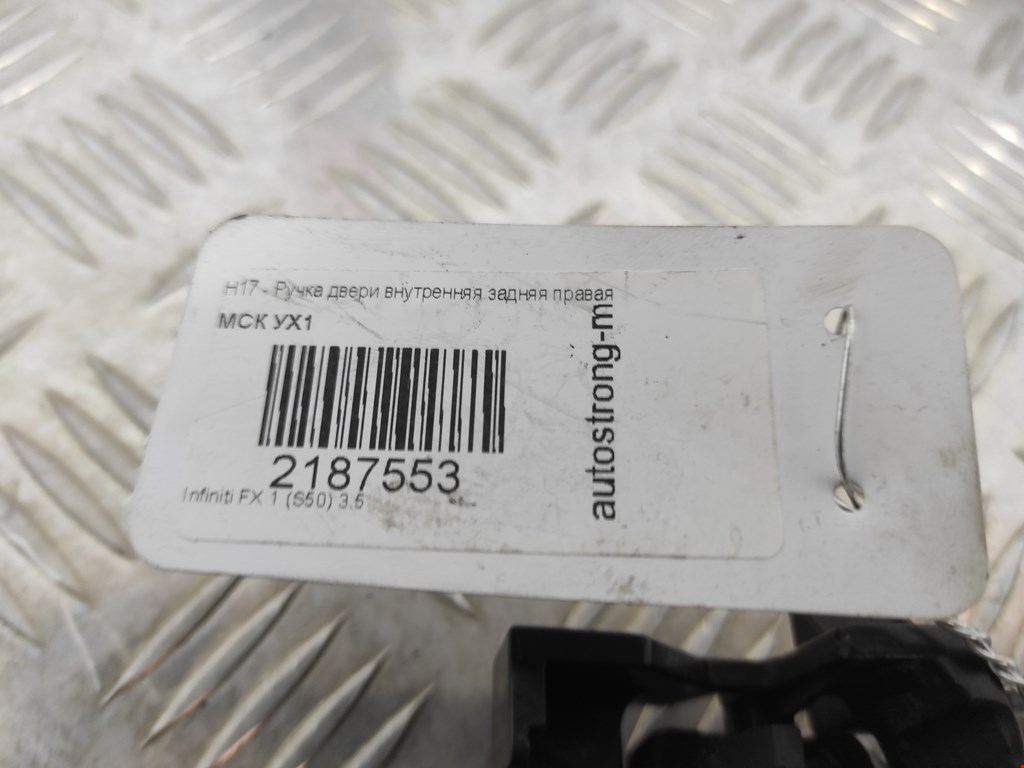 H17 - Ручка двери внутренняя задняя правая
МСК УХ1
2187553
Infiniti FX 1 (S50) 3.5
autostrong-m